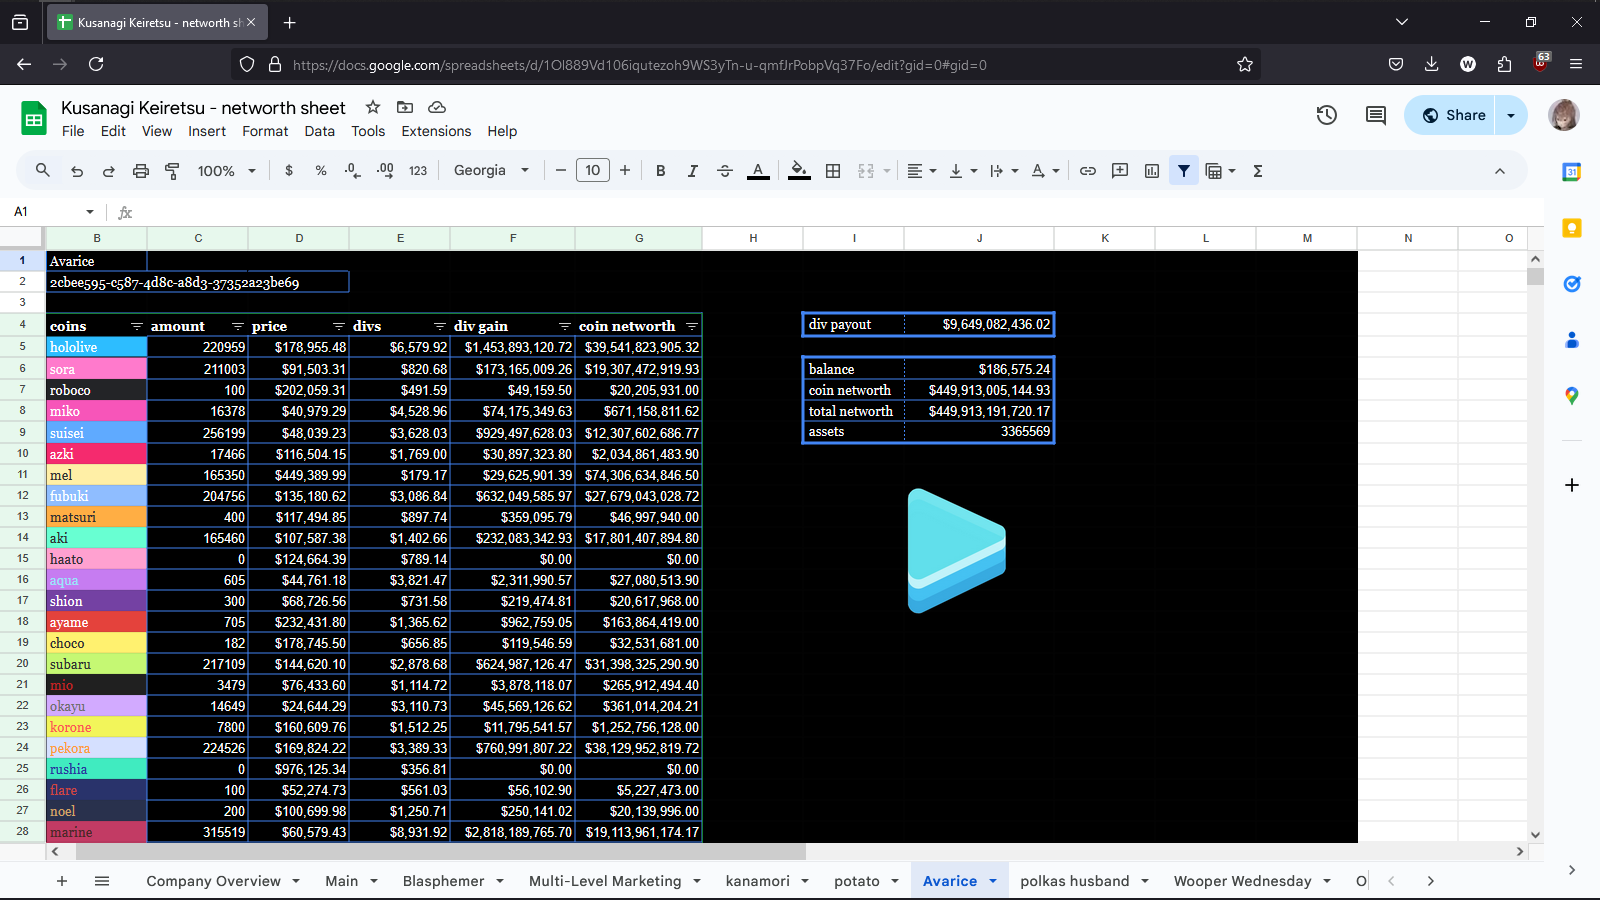 Kusanagi Keiretsu - networth sh
https://docs.google.com/spreadsheets/d/1Ol889Vd106iqutezoh9WS3yTn-u-qmfJrPobpVq37Fo/edit?gid=0#gid=0
63
Kusanagi Keiretsu - networth sheet
File Edit View Insert Format Data Tools Extensions Help
Share
100% $ % .0 .00 123 Georgia 10 B I S A A Σ
31
A1 fx
B C D E F G H I J K L M N O
1 Avarice
2 2cbee595-c587-4d8c-a8d3-37352a23be69
3
4 coins amount price divs div gain coin networth div payout $9,649,082,436.02
5 hololive 220959 $178,955.48 $6,579.92 $1,453,893,120.72 $39,541,823,905.32
6 sora 211003 $91,503.31 $820.68 $173,165,009.26 $19,307,472,919.93 balance $186,575.24
7 roboco 100 $202,059.31 $491.59 $49,159.50 $20,205,931.00 coin networth $449,913,005,144.93
8 miko 16378 $40,979.29 $4,528.96 $74,175,349.63 $671,158,811.62 total networth $449,913,191,720.17
9 suisei 256199 $48,039.23 $3,628.03 $929,497,628.03 $12,307,602,686.77 assets 3365569
10 azki 17466 $116,504.15 $1,769.00 $30,897,323.80 $2,034,861,483.90
11 mel 165350 $449,389.99 $179.17 $29,625,901.39 $74,306,634,846.50
12 fubuki 204756 $135,180.62 $3,086.84 $632,049,585.97 $27,679,043,028.72
13 matsuri 400 $117,494.85 $897.74 $359,095.79 $46,997,940.00
14 aki 165460 $107,587.38 $1,402.66 $232,083,342.93 $17,801,407,894.80
15 haato 0 $124,664.39 $789.14 $0.00 $0.00
16 aqua 605 $44,761.18 $3,821.47 $2,311,990.57 $27,080,513.90
17 shion 300 $68,726.56 $731.58 $219,474.81 $20,617,968.00
18 ayame 705 $232,431.80 $1,365.62 $962,759.05 $163,864,419.00
19 choco 182 $178,745.50 $656.85 $119,546.59 $32,531,681.00
20 subaru 217109 $144,620.10 $2,878.68 $624,987,126.47 $31,398,325,290.90
21 mio 3479 $76,433.60 $1,114.72 $3,878,118.07 $265,912,494.40
22 okayu 14649 $24,644.29 $3,110.73 $45,569,126.62 $361,014,204.21
23 korone 7800 $160,609.76 $1,512.25 $11,795,541.57 $1,252,756,128.00
24 pekora 224526 $169,824.22 $3,389.33 $760,991,807.22 $38,129,952,819.72
25 rushia 0 $976,125.34 $356.81 $0.00 $0.00
26 flare 100 $52,274.73 $561.03 $56,102.90 $5,227,473.00
27 noel 200 $100,699.98 $1,250.71 $250,141.02 $20,139,996.00
28 marine 315519 $60,579.43 $8,931.92 $2,818,189,765.70 $19,113,961,174.17
Company Overview Main Blasphemer Multi-Level Marketing kanamori potato Avarice polkas husband Wooper Wednesday O